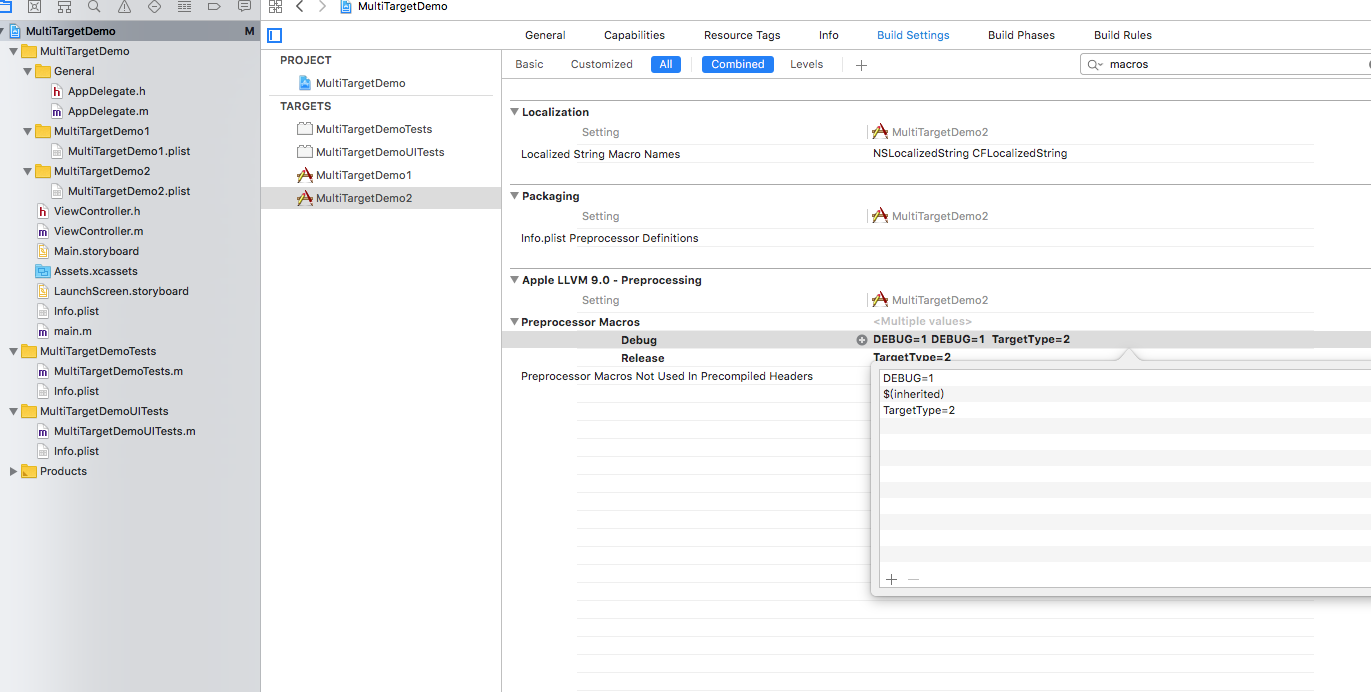 MultiTargetDemo
MultiTargetDemo M
MultiTargetDemo
General
h AppDelegate.h
m AppDelegate.m
MultiTargetDemo1
MultiTargetDemo1.plist
MultiTargetDemo2
MultiTargetDemo2.plist
h ViewController.h
m ViewController.m
Main.storyboard
Assets.xcassets
LaunchScreen.storyboard
Info.plist
m main.m
MultiTargetDemoTests
m MultiTargetDemoTests.m
Info.plist
MultiTargetDemoUITests
m MultiTargetDemoUITests.m
Info.plist
Products
PROJECT
MultiTargetDemo
TARGETS
MultiTargetDemoTests
MultiTargetDemoUITests
MultiTargetDemo1
MultiTargetDemo2
General Capabilities Resource Tags Info Build Settings Build Phases Build Rules
Basic Customized All Combined Levels + macros
Localization
Setting MultiTargetDemo2
Localized String Macro Names NSLocalizedString CFLocalizedString
Packaging
Setting MultiTargetDemo2
Info.plist Preprocessor Definitions
Apple LLVM 9.0 - Preprocessing
Setting MultiTargetDemo2
Preprocessor Macros <Multiple values>
Debug DEBUG=1 DEBUG=1 TargetType=2
Release TargetType=2
Preprocessor Macros Not Used In Precompiled Headers
DEBUG=1
$(inherited)
TargetType=2
+ −